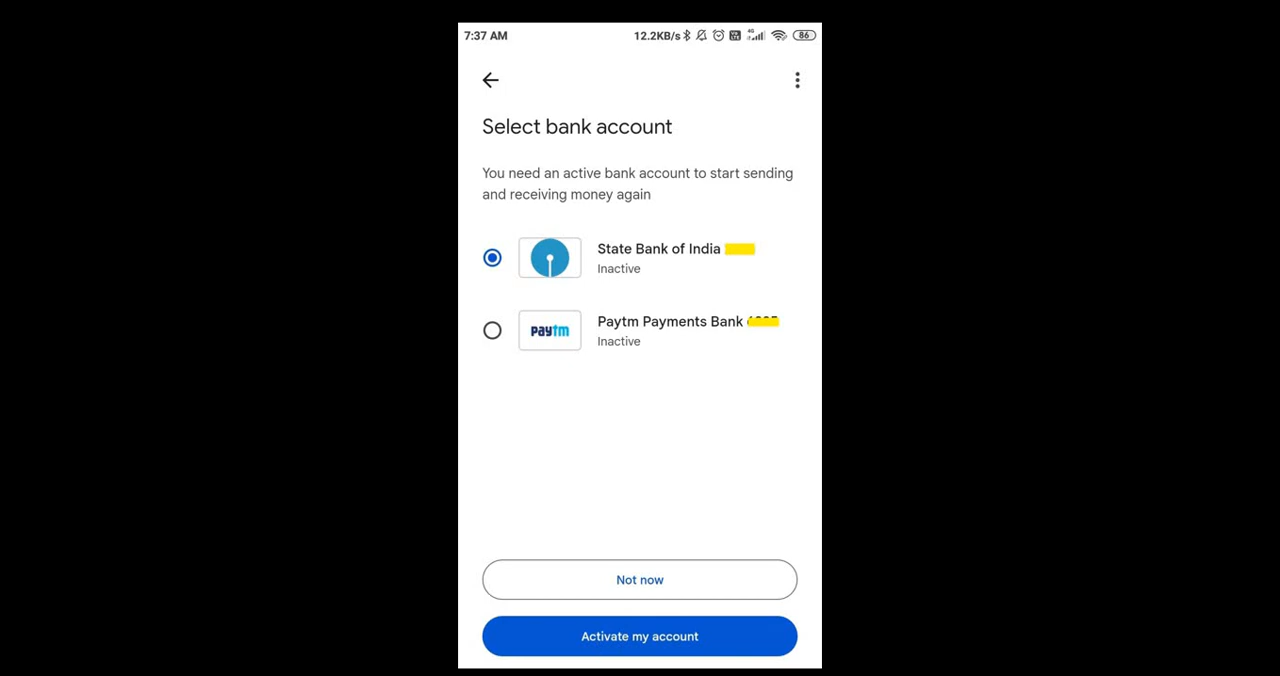 7:37 AM
12.2KB/s 4G 86
Select bank account
You need an active bank account to start sending
and receiving money again
State Bank of India
Inactive
paytm
Paytm Payments Bank
Inactive
Not now
Activate my account